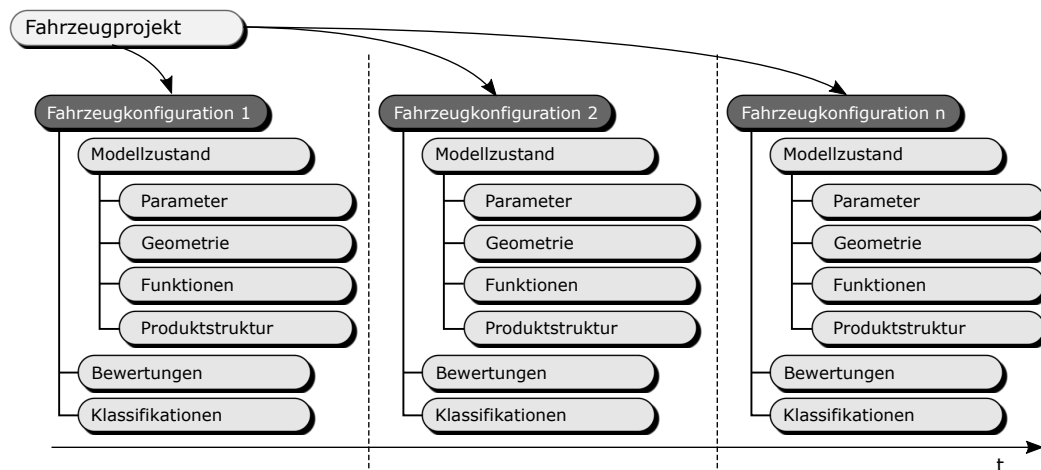 Fahrzeugprojekt
Fahrzeugkonfiguration 1
Modellzustand
Parameter
Geometrie
Funktionen
Produktstruktur
Bewertungen
Klassifikationen
Fahrzeugkonfiguration 2
Modellzustand
Parameter
Geometrie
Funktionen
Produktstruktur
Bewertungen
Klassifikationen
Fahrzeugkonfiguration n
Modellzustand
Parameter
Geometrie
Funktionen
Produktstruktur
Bewertungen
Klassifikationen
t